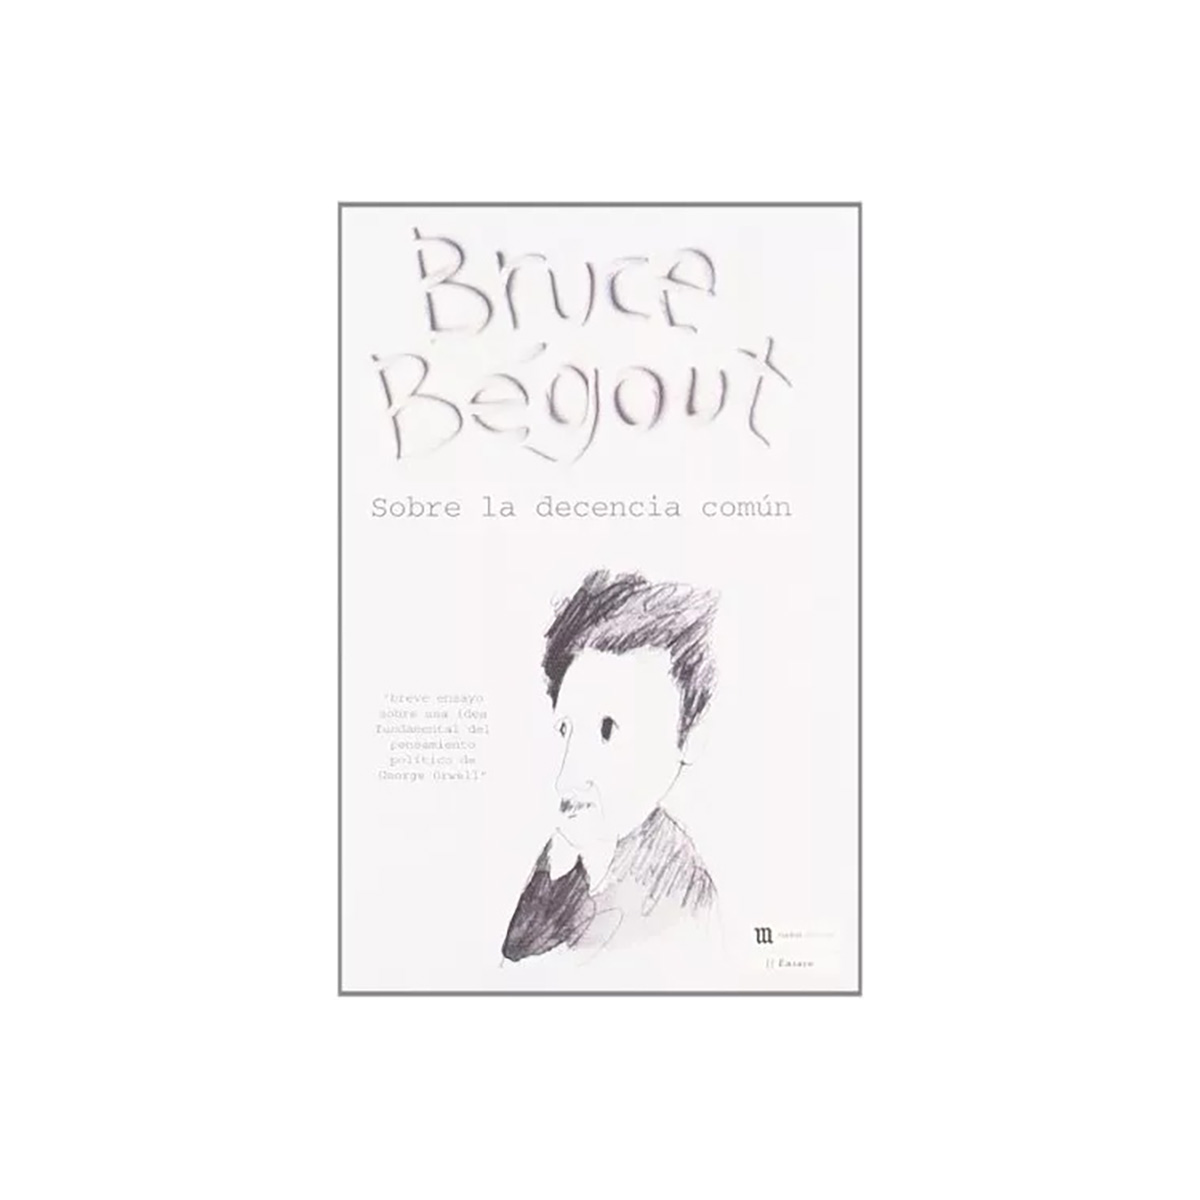 Bruce
Bégout
Sobre la decencia común
"breve ensayo
sobre una idea
fundamental del
pensamiento
político de
George Orwell"
|| Ensayo